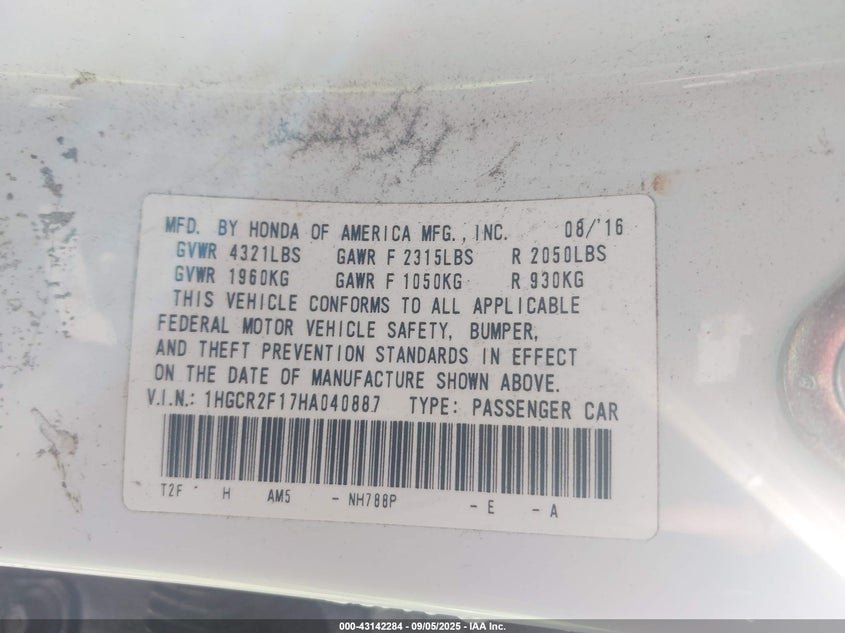 MFD. BY HONDA OF AMERICA MFG., INC. 08/'16
GVWR 4321LBS GAWR F 2315LBS R 2050LBS
GVWR 1960KG GAWR F 1050KG R 930KG
THIS VEHICLE CONFORMS TO ALL APPLICABLE
FEDERAL MOTOR VEHICLE SAFETY, BUMPER,
AND THEFT PREVENTION STANDARDS IN EFFECT
ON THE DATE OF MANUFACTURE SHOWN ABOVE.
V.I.N.: 1HGCR2F17HA040887 TYPE: PASSENGER CAR
T2F - H AM5 - NH788P - E - A
000-43142284 - 09/05/2025 - IAA Inc.